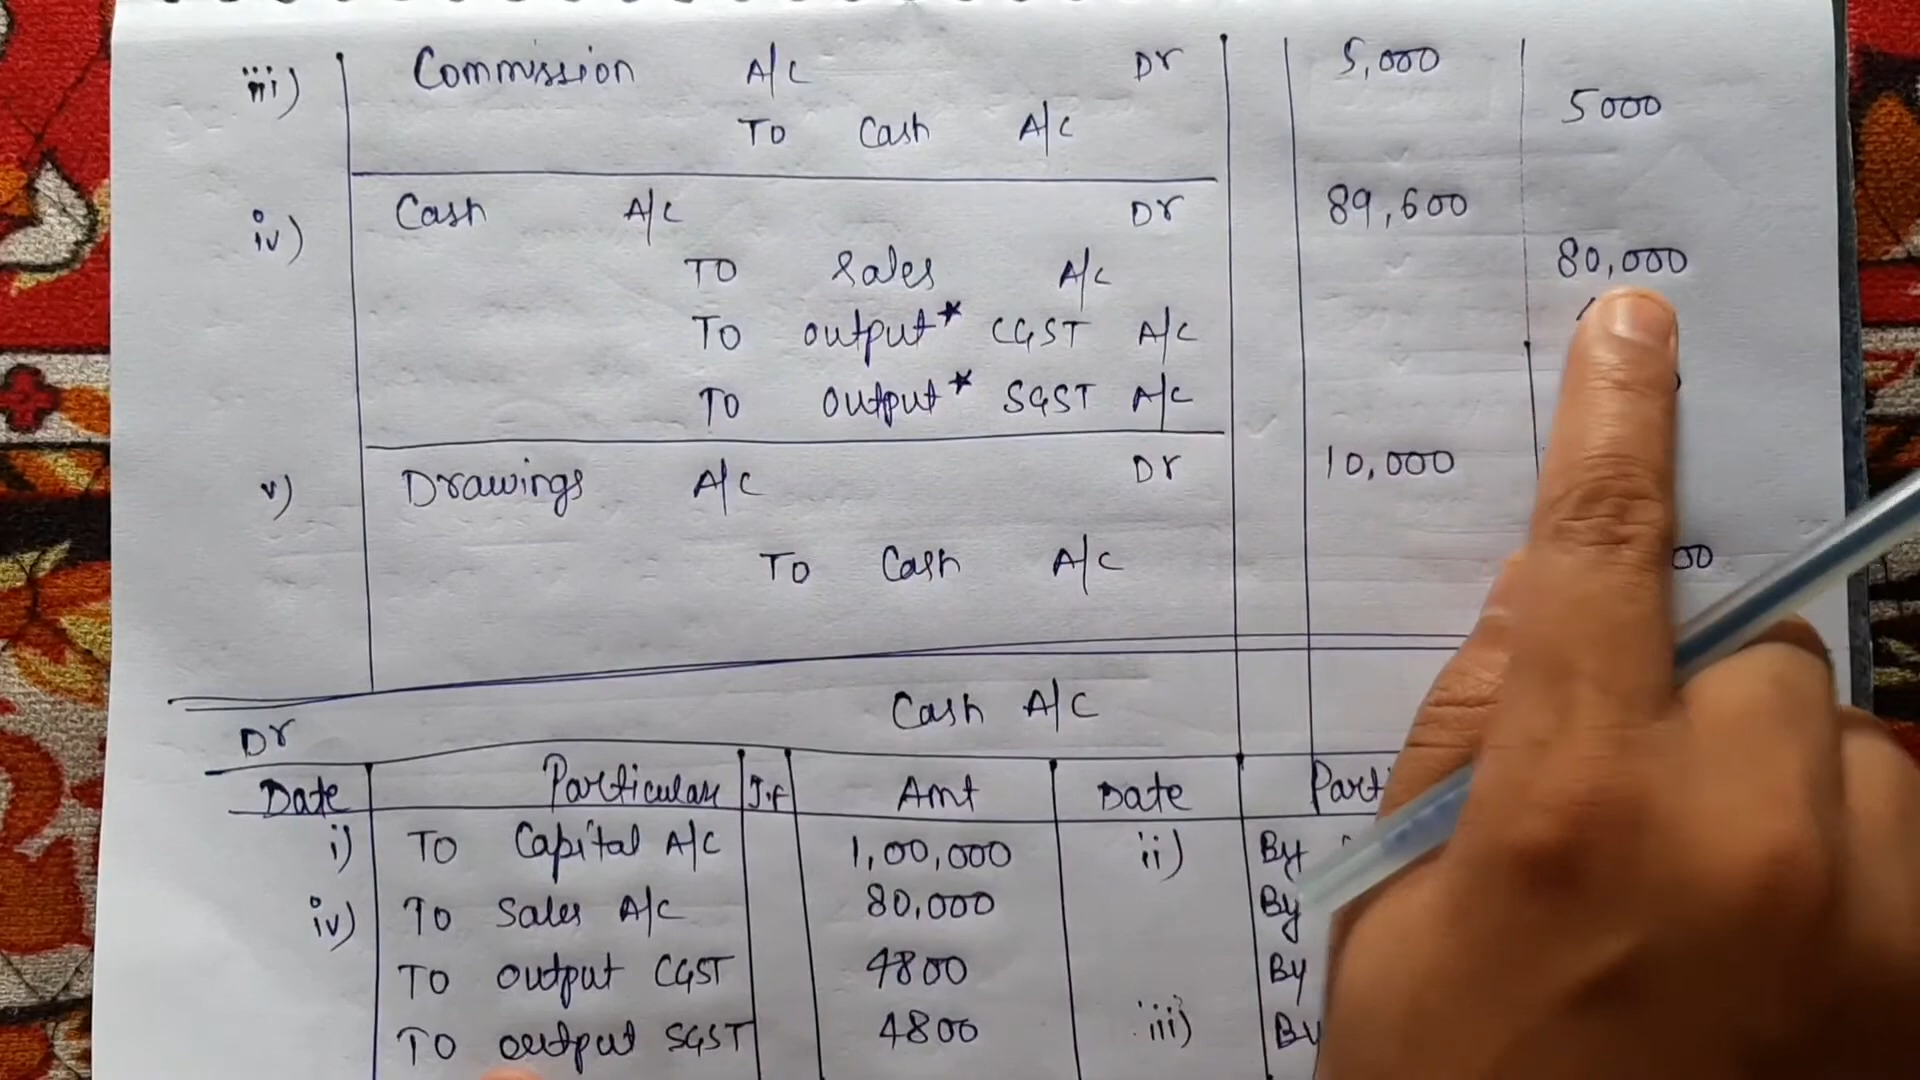 iii) Commission A/C Dr 5,000
To Cash A/C 5000
iv) Cash A/C Dr 89,600
To Sales A/C 80,000
To output* CGST A/C
To output* SGST A/C
v) Drawings A/C Dr 10,000
To Cash A/C 00
Cash A/C
Dr
Date Particulars J.F Amt Date Parti
i) To Capital A/C 1,00,000 ii) By
iv) To Sales A/C 80,000 By
To output CGST 4800 By
To output SGST 4800 iii) By